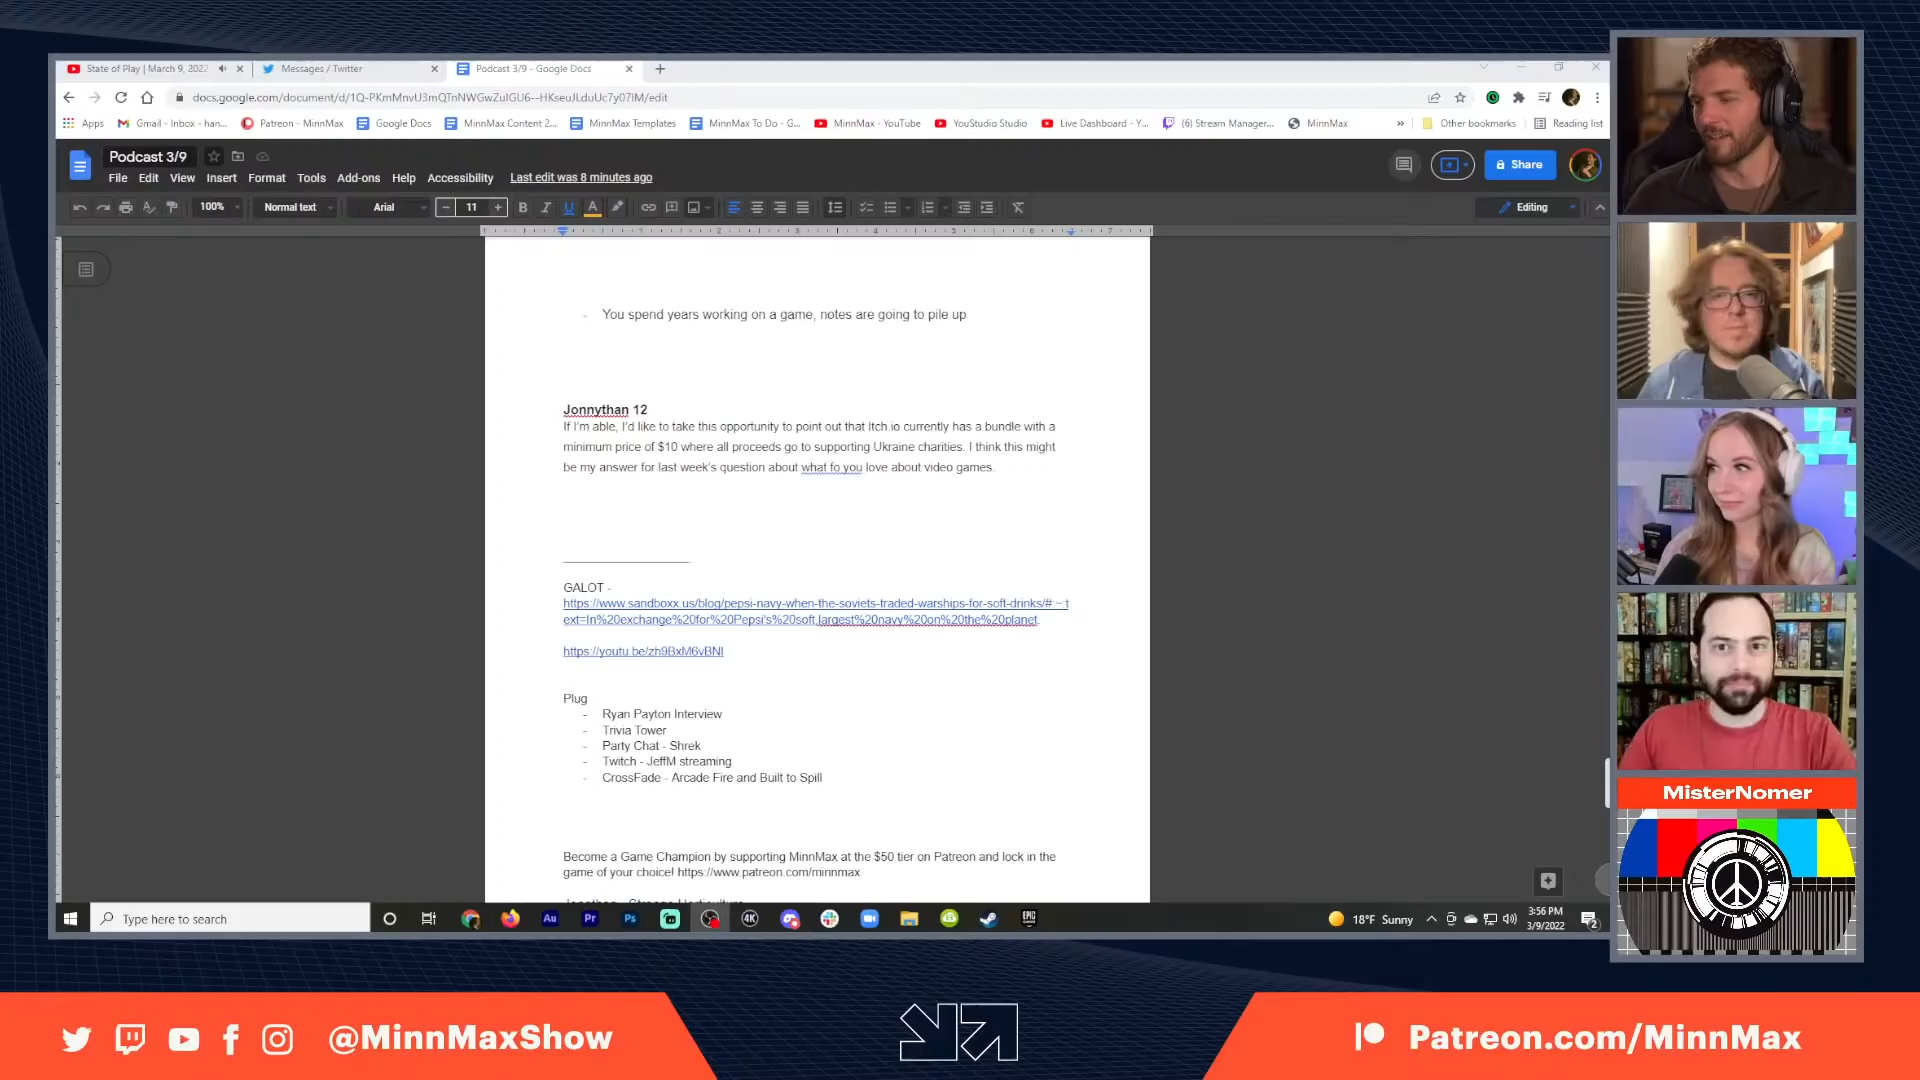 State of Play | March 9, 2022
Messages / Twitter
Podcast 3/9 - Google Docs
docs.google.com/document/d/1Q-PKmMnvU3mQTnNWGwZuIGU6--HKseuJLduUc7y07lM/edit
Apps
Gmail - Inbox - han...
Patreon - MinnMax
Google Docs
MinnMax Content 2...
MinnMax Templates
MinnMax To Do - G...
MinnMax - YouTube
YouStudio Studio
Live Dashboard - Y...
(6) Stream Manager...
MinnMax
»
Other bookmarks
Reading list
Podcast 3/9
File Edit View Insert Format Tools Add-ons Help Accessibility Last edit was 8 minutes ago
Share
100% Normal text Arial 11 Editing
- You spend years working on a game, notes are going to pile up
Jonnythan 12
If I'm able, I'd like to take this opportunity to point out that Itch.io currently has a bundle with a
minimum price of $10 where all proceeds go to supporting Ukraine charities. I think this might
be my answer for last week's question about what fo you love about video games.
GALOT -
https://www.sandboxx.us/blog/pepsi-navy-when-the-soviets-traded-warships-for-soft-drinks/#:~:t
ext=In%20exchange%20for%20Pepsi's%20soft,largest%20navy%20on%20the%20planet.
https://youtu.be/zh9BxM6vBNI
Plug
- Ryan Payton Interview
- Trivia Tower
- Party Chat - Shrek
- Twitch - JeffM streaming
- CrossFade - Arcade Fire and Built to Spill
Become a Game Champion by supporting MinnMax at the $50 tier on Patreon and lock in the
game of your choice! https://www.patreon.com/minnmax
Type here to search
Au
Pr
Ps
4K
EPIC GAMES
18°F Sunny
3:56 PM
3/9/2022
2
MisterNomer
@MinnMaxShow
Patreon.com/MinnMax